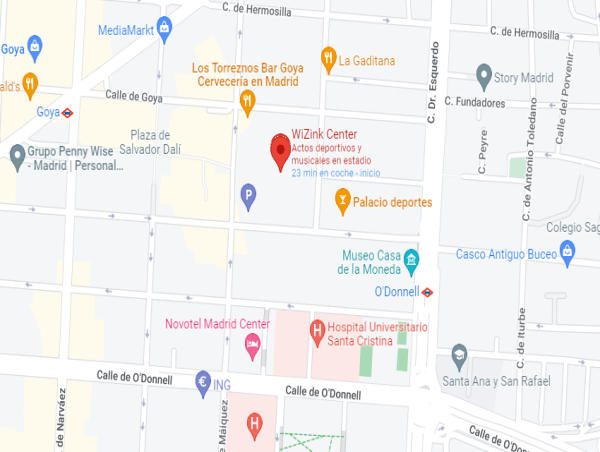 C. de Hermosilla
MediaMarkt
C. de Hermosilla
Goya
La Gaditana
Los Torreznos Bar Goya
Cervecería en Madrid
Story Madrid
ald's
Calle de Goya
C. Fundadores
Goya
C. Dr. Esquerdo
Calle del Porvenir
Plaza de
Salvador Dalí
WiZink Center
Actos deportivos y
musicales en estadio
23 min en coche - inicio
C. Peyre
C. de Antonio Toledano
Grupo Penny Wise
- Madrid | Personal...
P
Palacio deportes
Colegio Sag
Museo Casa
de la Moneda
Casco Antiguo Buceo
O'Donnell
Novotel Madrid Center
H
Hospital Universitario
Santa Cristina
C. de Iturbe
Calle de O'Donnell
€
ING
Calle de O'Donnell
Santa Ana y San Rafael
de Narváez
de Máiquez
H
Calle de O'Don